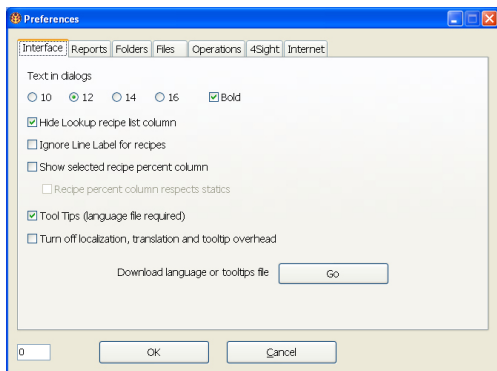 Preferences
Interface Reports Folders Files Operations 4Sight Internet
Text in dialogs
10 12 14 16 Bold
Hide Lookup recipe list column
Ignore Line Label for recipes
Show selected recipe percent column
Recipe percent column respects statics
Tool Tips (language file required)
Turn off localization, translation and tooltip overhead
Download language or tooltips file Go
0 OK Cancel